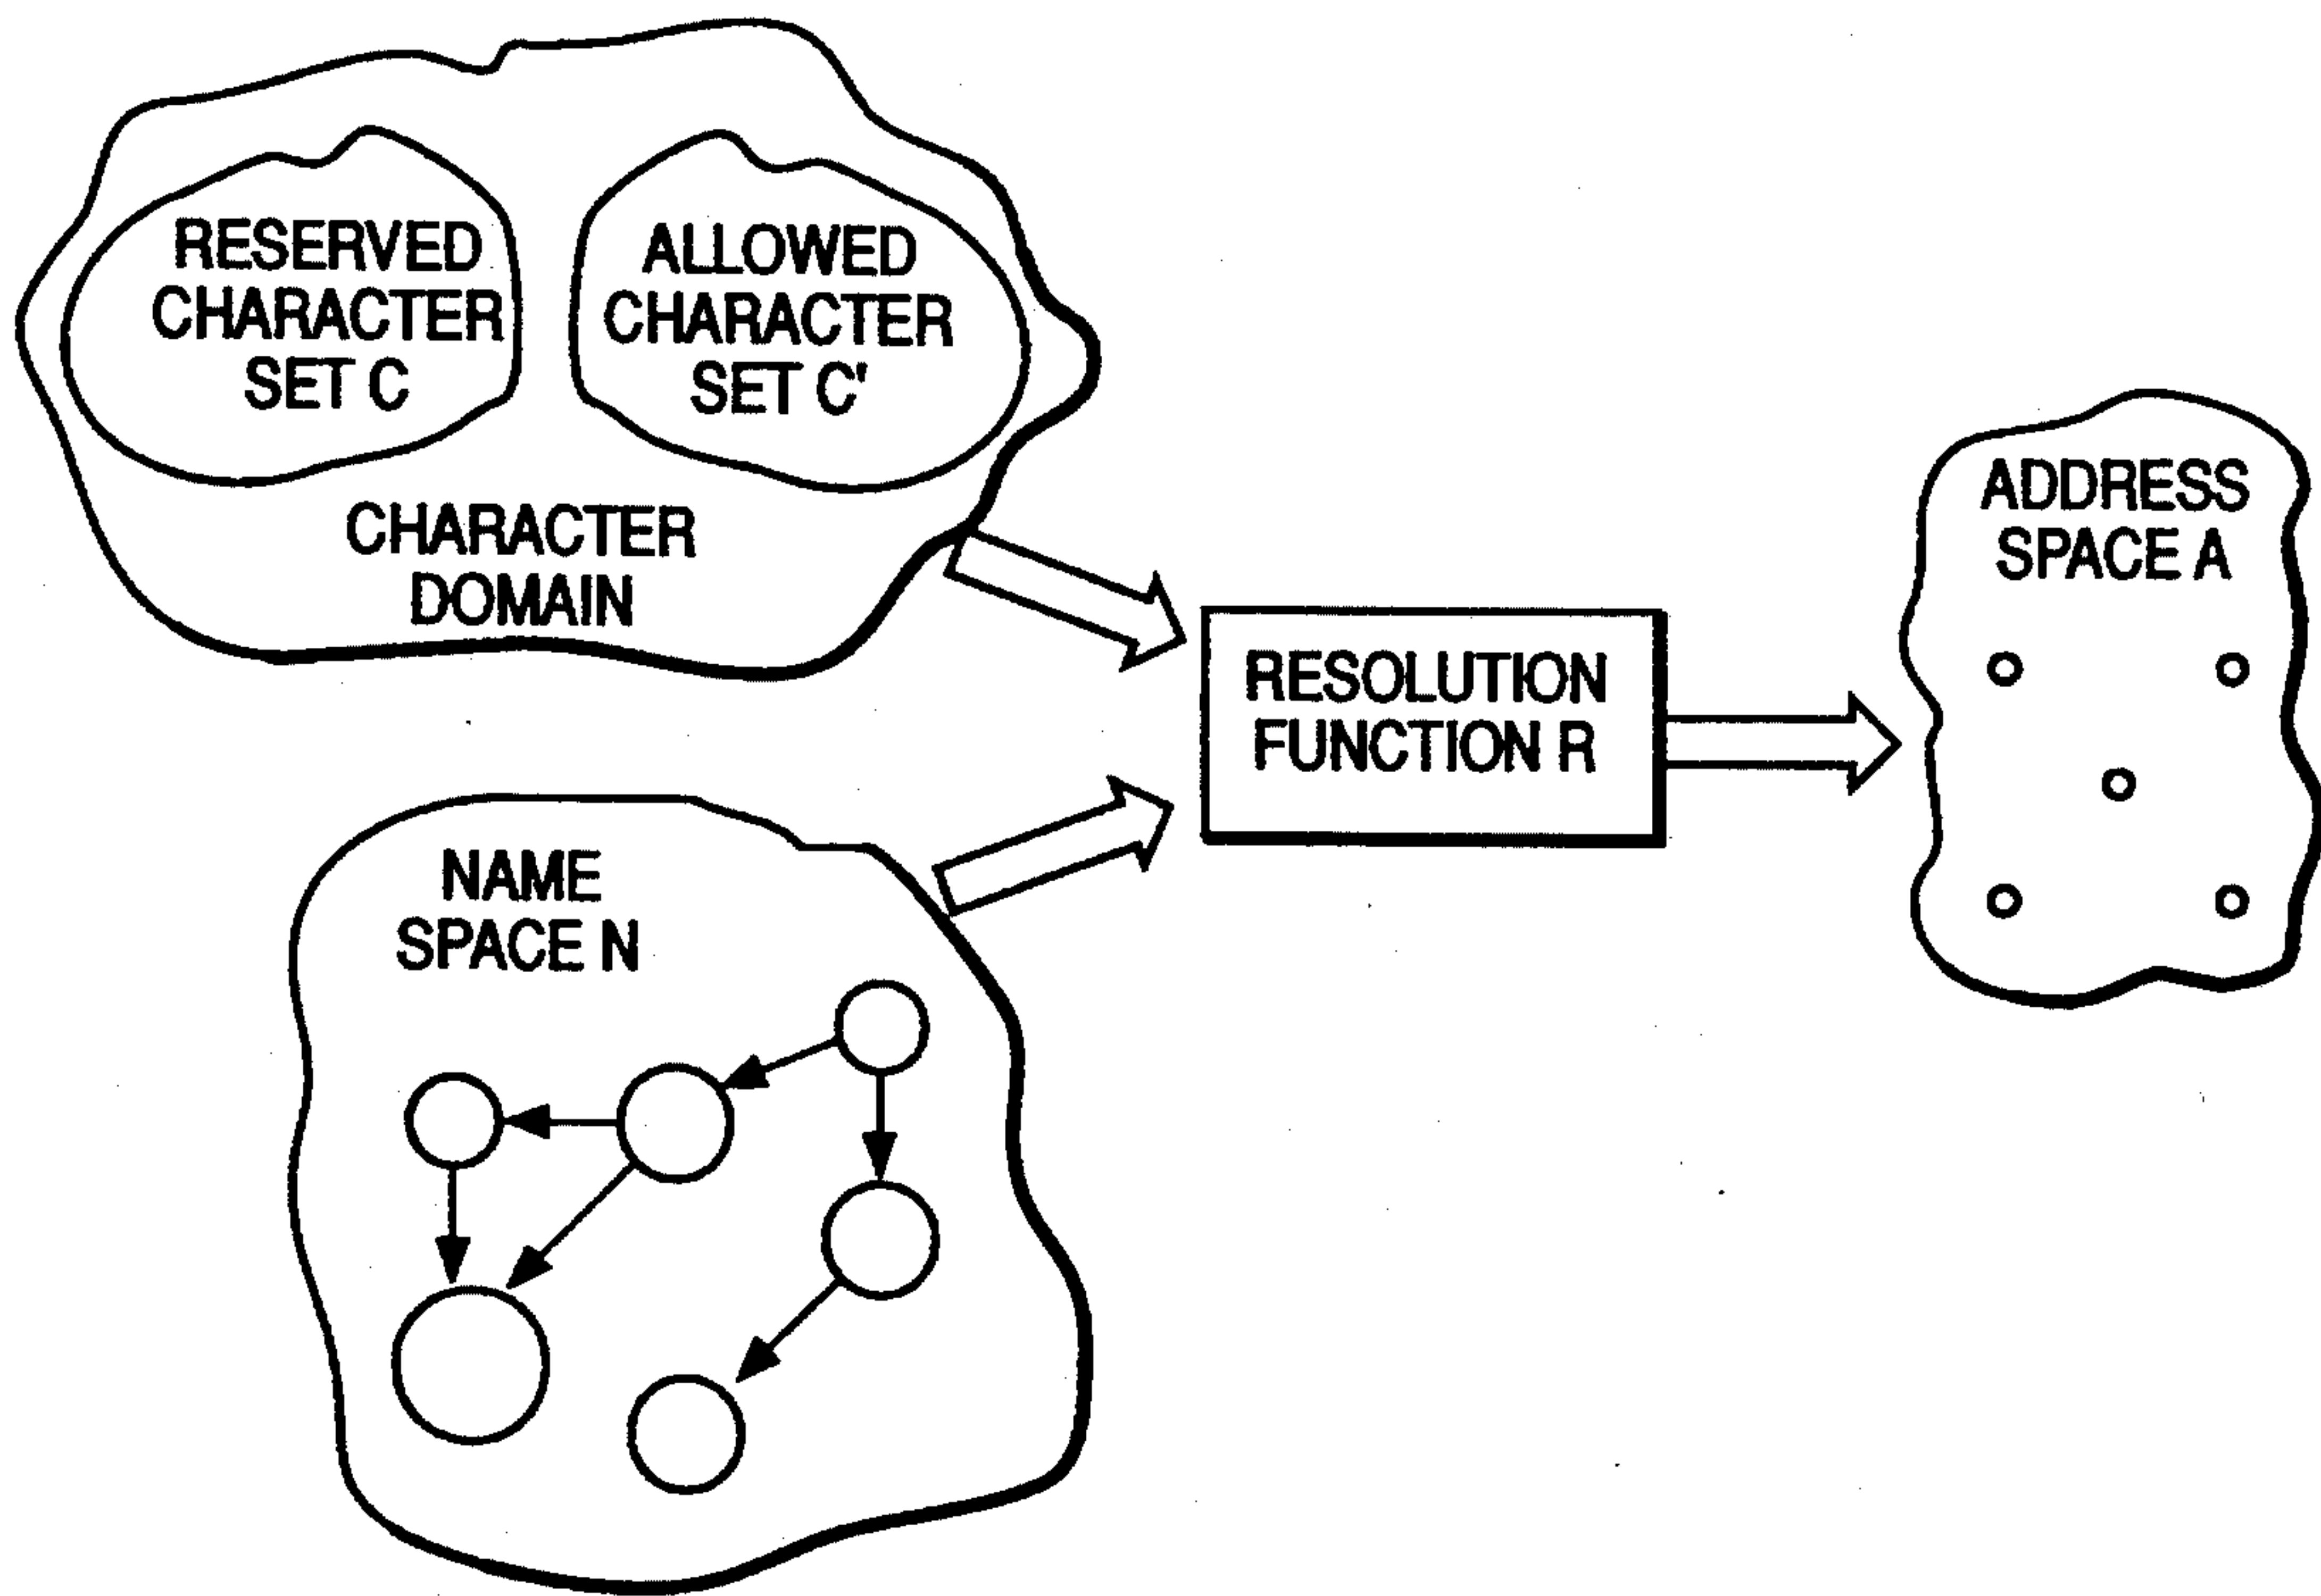 RESERVED
CHARACTER
SET C
ALLOWED
CHARACTER
SET C'
CHARACTER
DOMAIN
RESOLUTION
FUNCTION R
ADDRESS
SPACE A
NAME
SPACE N